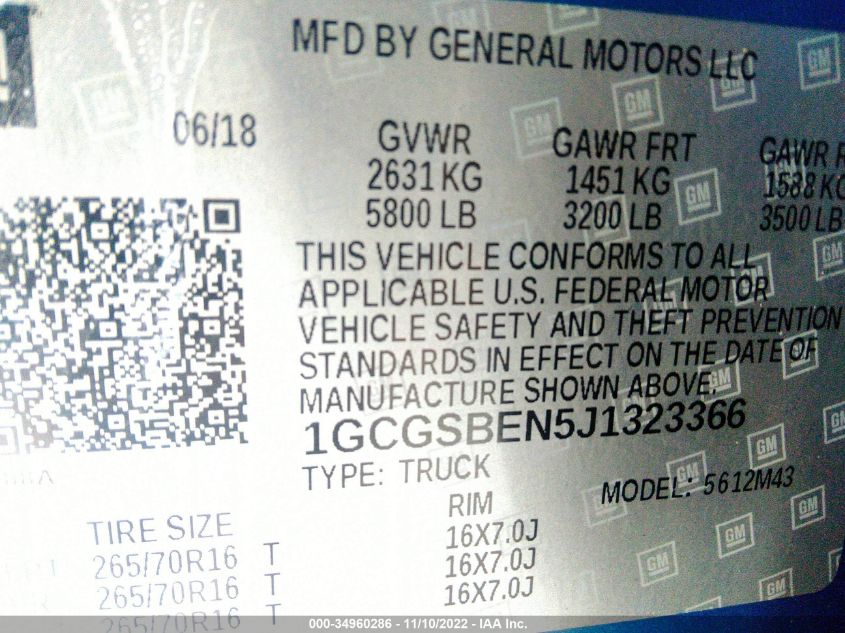 MFD BY GENERAL MOTORS LLC
06/18
GVWR GAWR FRT GAWR R
2631 KG 1451 KG 1588 KG
5800 LB 3200 LB 3500 LB
THIS VEHICLE CONFORMS TO ALL
APPLICABLE U.S. FEDERAL MOTOR
VEHICLE SAFETY AND THEFT PREVENTION
STANDARDS IN EFFECT ON THE DATE OF
MANUFACTURE SHOWN ABOVE.
1GCGSBEN5J1323366
TYPE: TRUCK
MODEL: 5612M43
TIRE SIZE RIM
265/70R16 T 16X7.0J
265/70R16 T 16X7.0J
265/70R16 T 16X7.0J
GM
000-34960286 - 11/10/2022 - IAA Inc.